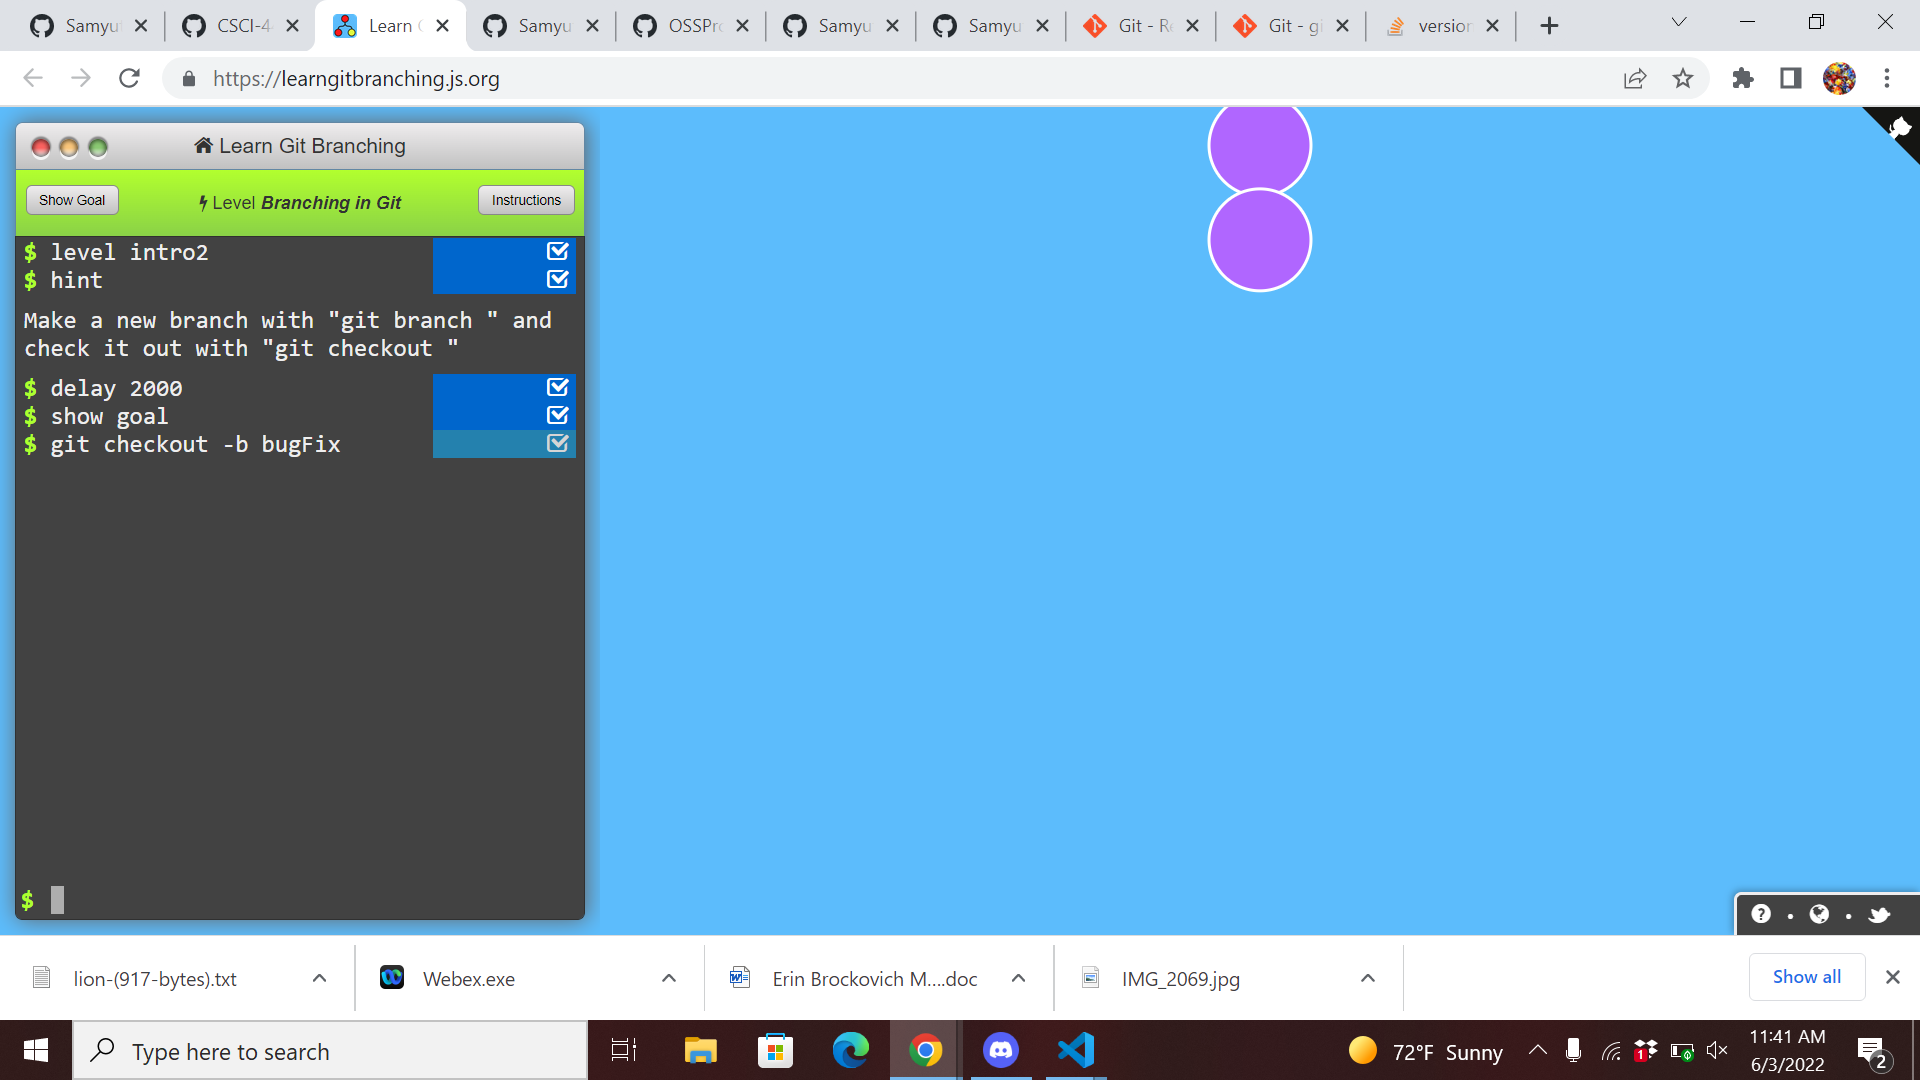 Samyu
CSCI-4
Learn
Samyu
OSSPr
Samyu
Samyu
Git - R
Git - gi
version
https://learngitbranching.js.org
Learn Git Branching
Show Goal
Level Branching in Git
Instructions
$ level intro2
$ hint
Make a new branch with "git branch " and
check it out with "git checkout "
$ delay 2000
$ show goal
$ git checkout -b bugFix
$
lion-(917-bytes).txt
Webex.exe
Erin Brockovich M....doc
IMG_2069.jpg
Show all
Type here to search
72°F Sunny
1
11:41 AM
6/3/2022
2